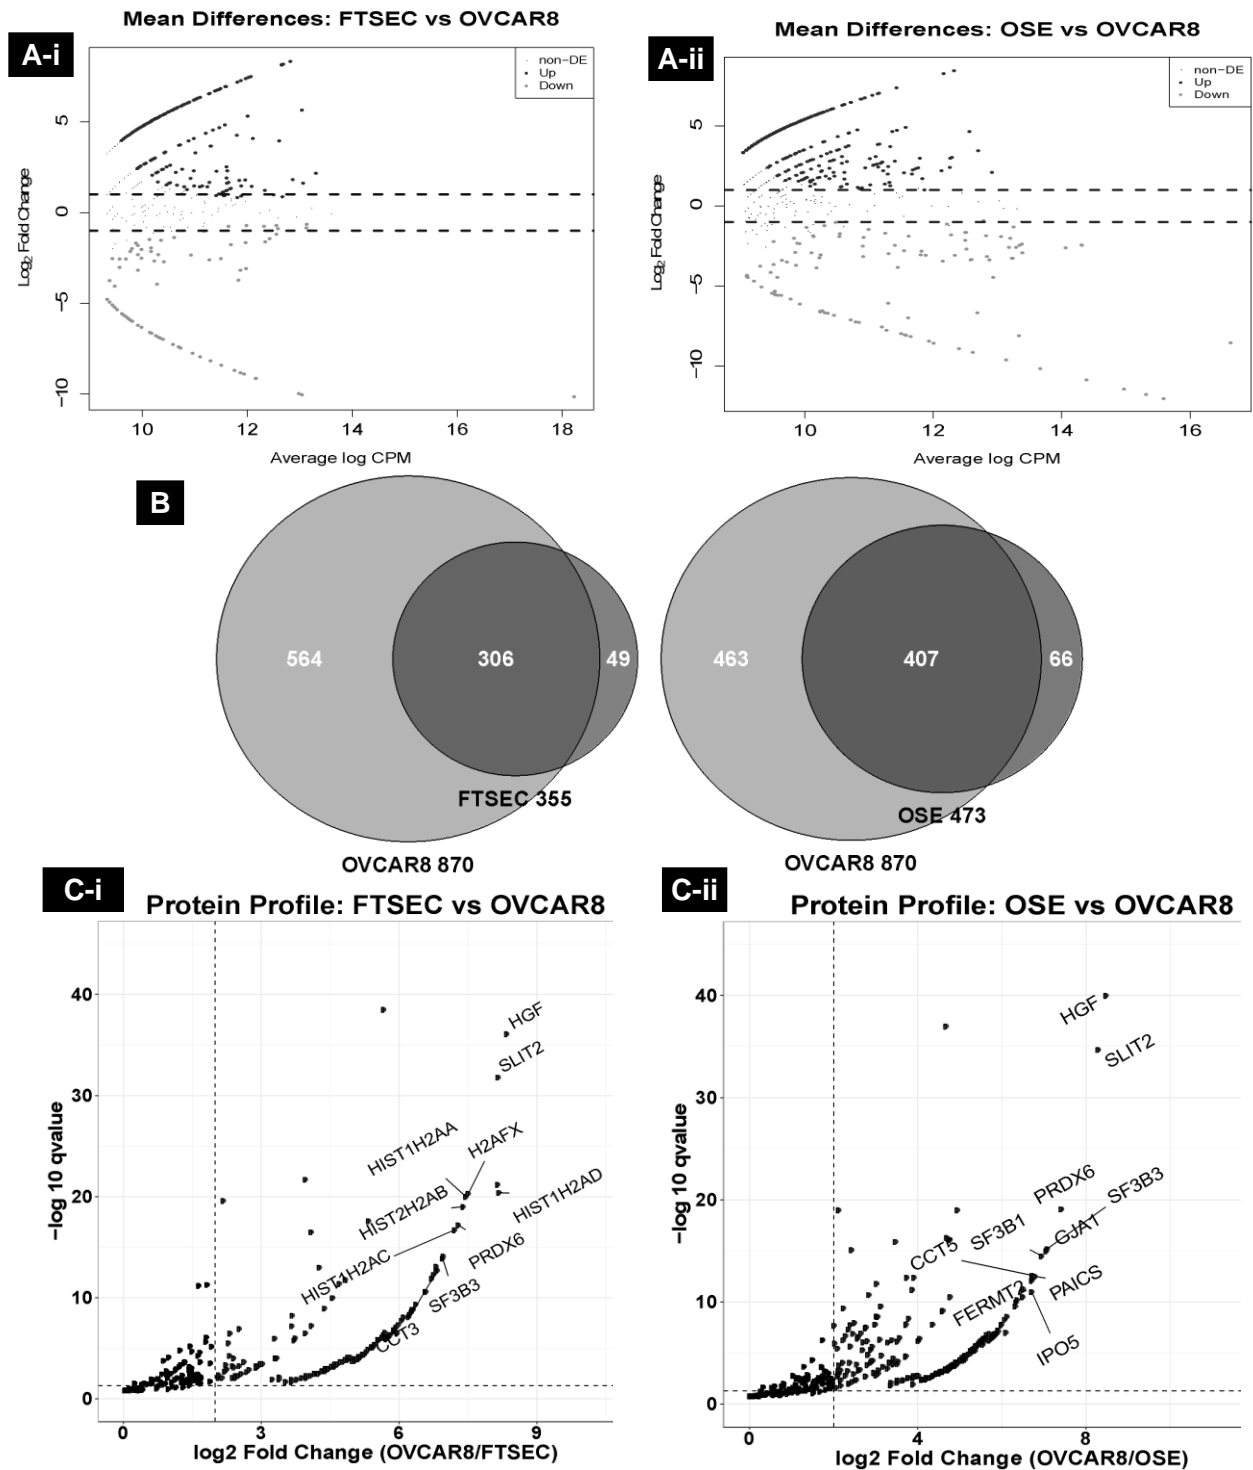 Mean Differences: FTSEC vs OVCAR8
A-i
non-DE
Up
Down
5
0
−5
−10
Log2 Fold Change
10 12 14 16 18
Average log CPM
Mean Differences: OSE vs OVCAR8
A-ii
non-DE
Up
Down
5
0
−5
−10
Log2 Fold Change
10 12 14 16
Average log CPM
B
564 306 49
FTSEC 355
OVCAR8 870
463 407 66
OSE 473
OVCAR8 870
C-i
Protein Profile: FTSEC vs OVCAR8
40
30
20
10
0
−log 10 qvalue
HGF
SLIT2
HIST1H2AA
H2AFX
HIST2H2AB
HIST1H2AD
HIST1H2AC
PRDX6
SF3B3
CCT3
0 3 6 9
log2 Fold Change (OVCAR8/FTSEC)
C-ii
Protein Profile: OSE vs OVCAR8
40
30
20
10
0
−log 10 qvalue
HGF
SLIT2
PRDX6
SF3B3
SF3B1
GJA1
CCT5
PAICS
FERMT2
IPO5
0 4 8
log2 Fold Change (OVCAR8/OSE)